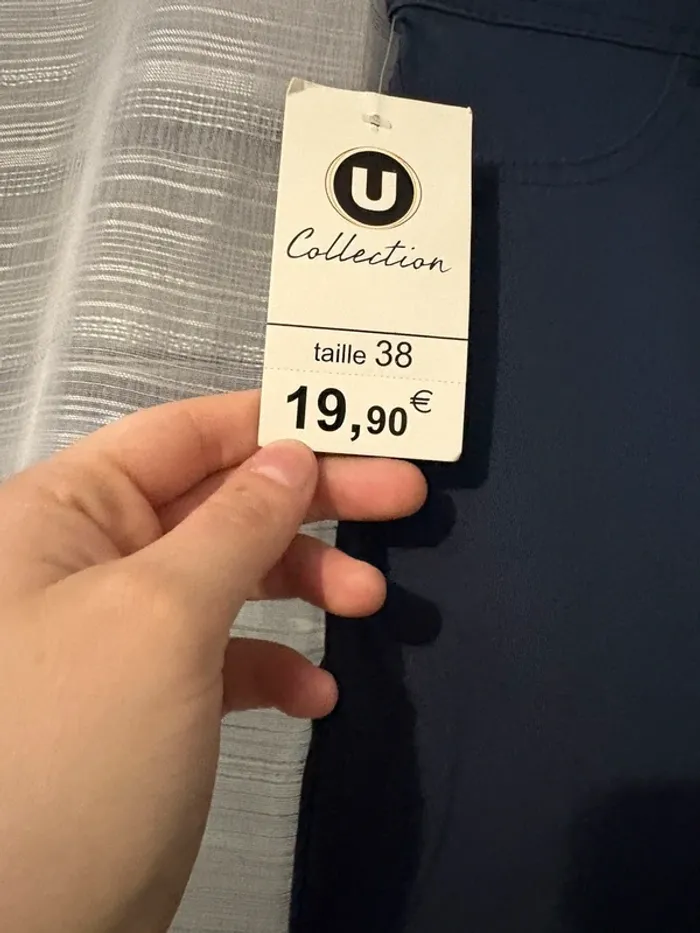 U
Collection
taille 38
19,90€